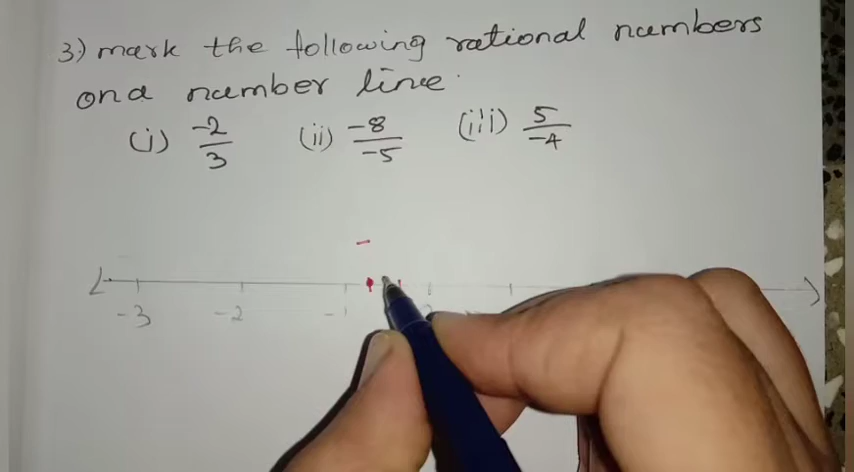 3.) mark the following rational numbers
on a number line.
(i) -2/3 (ii) -8/-5 (iii) 5/-4
-3 -2 -1